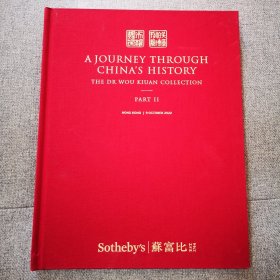 A JOURNEY THROUGH
CHINA'S HISTORY
THE DR WOU KIUAN COLLECTION
PART II
HONG KONG | 9 OCTOBER 2022
Sotheby's 蘇富比